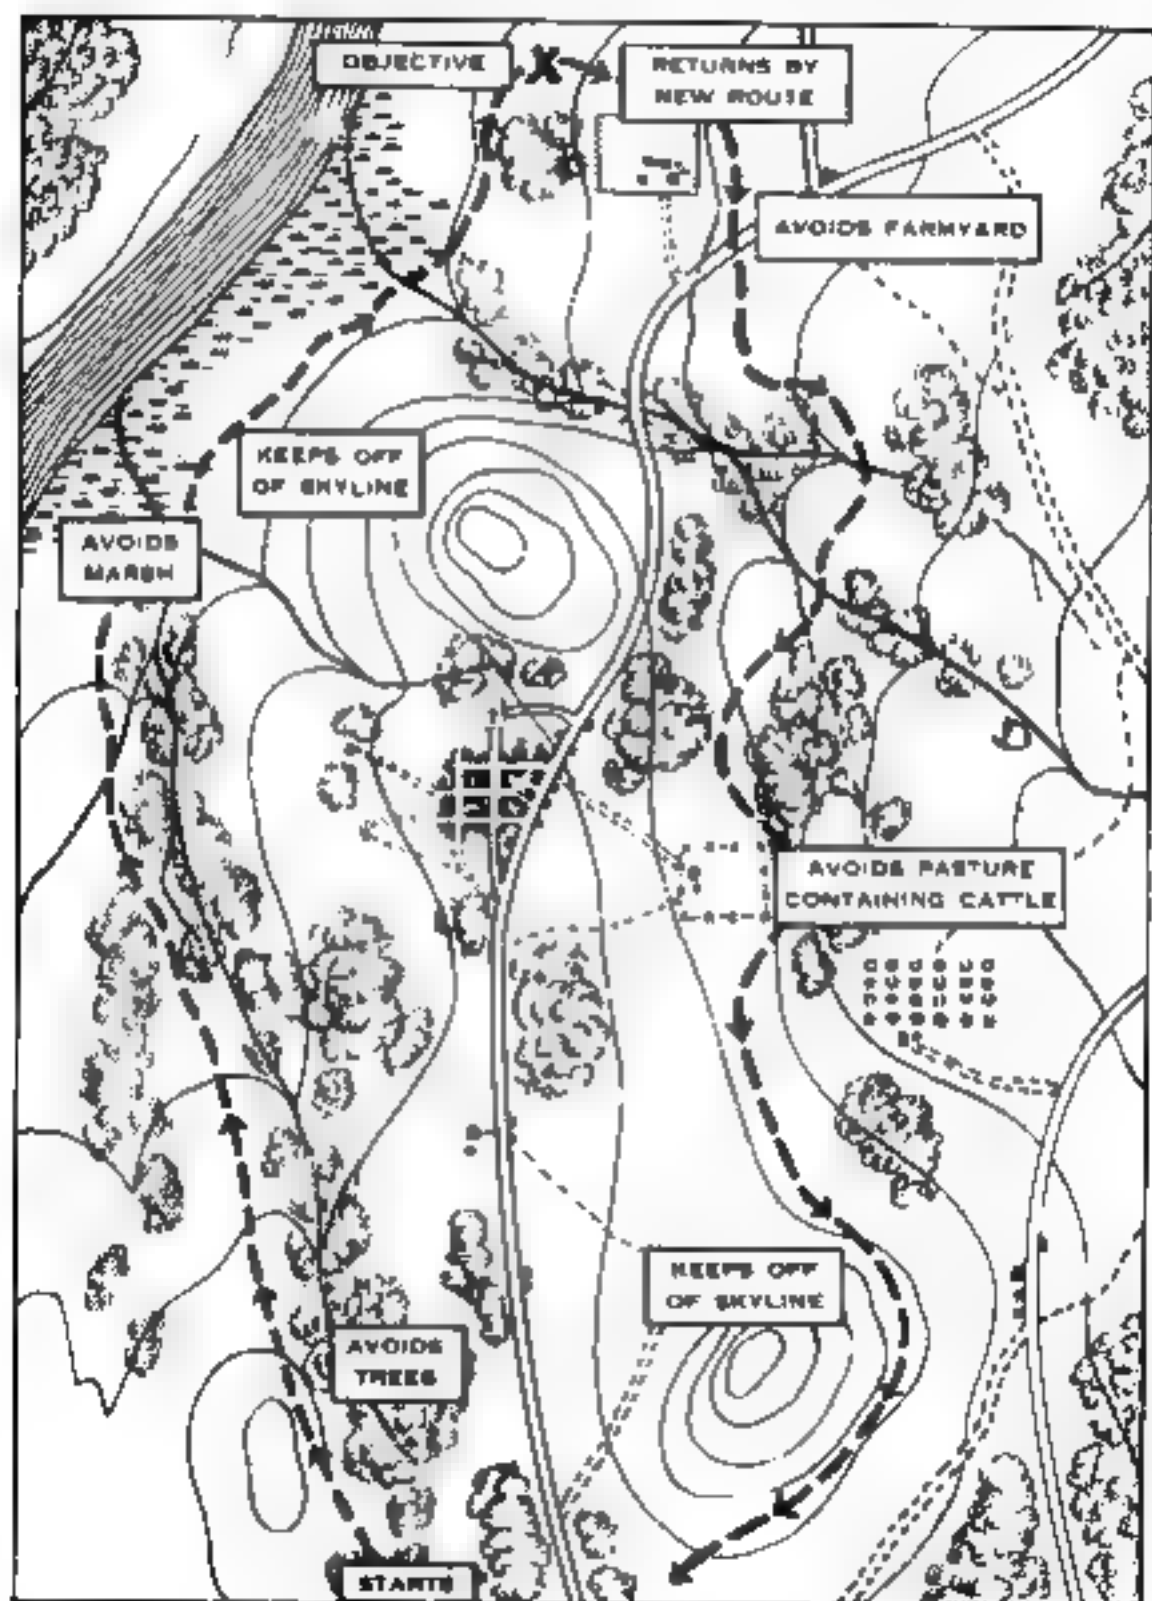 OBJECTIVE
X
RETURNS BY
NEW ROUTE
AVOIDS FARMYARD
KEEPS OFF
OF SKYLINE
AVOIDS
MARSH
AVOIDS PASTURE
CONTAINING CATTLE
KEEPS OFF
OF SKYLINE
AVOIDS
TREES
STARTS